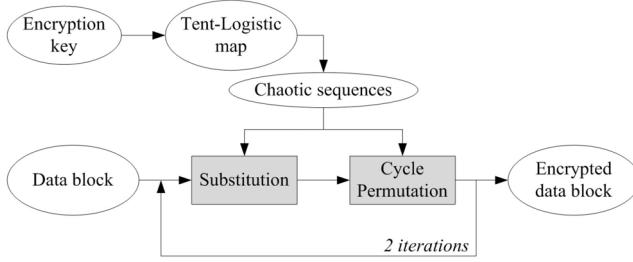 Encryption
key
Tent-Logistic
map
Chaotic sequences
Data block
Substitution
Cycle
Permutation
Encrypted
data block
2 iterations